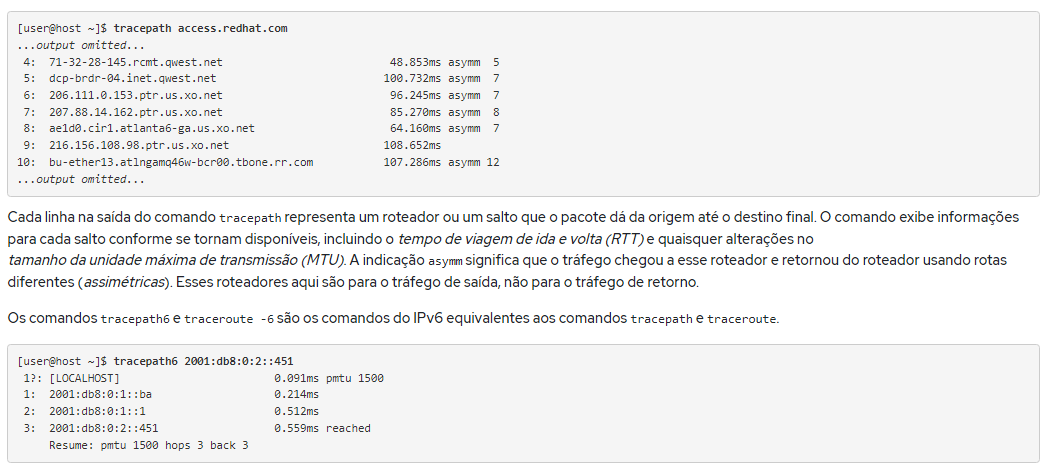 [user@host ~]$ tracepath access.redhat.com
...output omitted...
4: 71-32-28-145.rcmt.qwest.net 48.853ms asymm 5
5: dcp-brdr-04.inet.qwest.net 100.732ms asymm 7
6: 206.111.0.153.ptr.us.xo.net 96.245ms asymm 7
7: 207.88.14.162.ptr.us.xo.net 85.270ms asymm 8
8: ae1d0.cir1.atlanta6-ga.us.xo.net 64.160ms asymm 7
9: 216.156.108.98.ptr.us.xo.net 108.652ms
10: bu-ether13.atlngamq46w-bcr00.tbone.rr.com 107.286ms asymm 12
...output omitted...
Cada linha na saída do comando tracepath representa um roteador ou um salto que o pacote dá da origem até o destino final. O comando exibe informações
para cada salto conforme se tornam disponíveis, incluindo o tempo de viagem de ida e volta (RTT) e quaisquer alterações no
tamanho da unidade máxima de transmissão (MTU). A indicação asymm significa que o tráfego chegou a esse roteador e retornou do roteador usando rotas
diferentes (assimétricas). Esses roteadores aqui são para o tráfego de saída, não para o tráfego de retorno.
Os comandos tracepath6 e traceroute -6 são os comandos do IPv6 equivalentes aos comandos tracepath e traceroute.
[user@host ~]$ tracepath6 2001:db8:0:2::451
1?: [LOCALHOST] 0.091ms pmtu 1500
1: 2001:db8:0:1::ba 0.214ms
2: 2001:db8:0:1::1 0.512ms
3: 2001:db8:0:2::451 0.559ms reached
Resume: pmtu 1500 hops 3 back 3